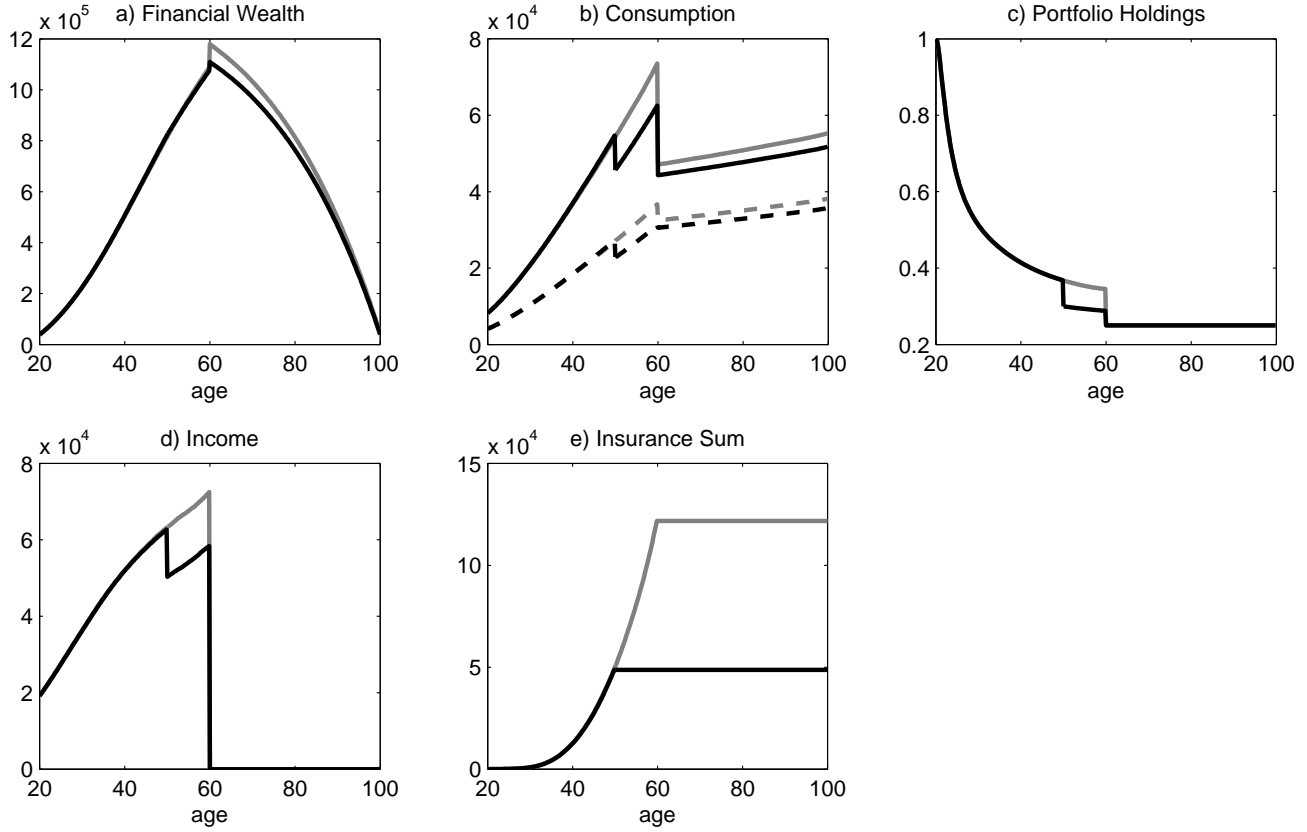 a) Financial Wealth
x 10^5
12
10
8
6
4
2
0
20 40 60 80 100
age
b) Consumption
x 10^4
8
6
4
2
0
20 40 60 80 100
age
c) Portfolio Holdings
1
0.8
0.6
0.4
0.2
20 40 60 80 100
age
d) Income
x 10^4
8
6
4
2
0
20 40 60 80 100
age
e) Insurance Sum
x 10^4
15
10
5
0
20 40 60 80 100
age